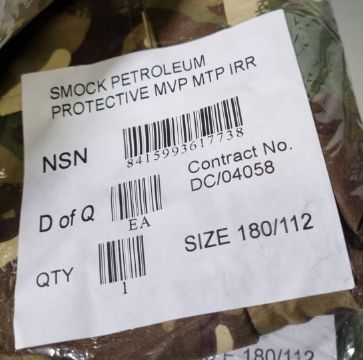 SMOCK PETROLEUM
PROTECTIVE MVP MTP IRR
NSN
8415993617738
Contract No.
DC/04058
D of Q
EA
SIZE 180/112
QTY
1
E 180/112